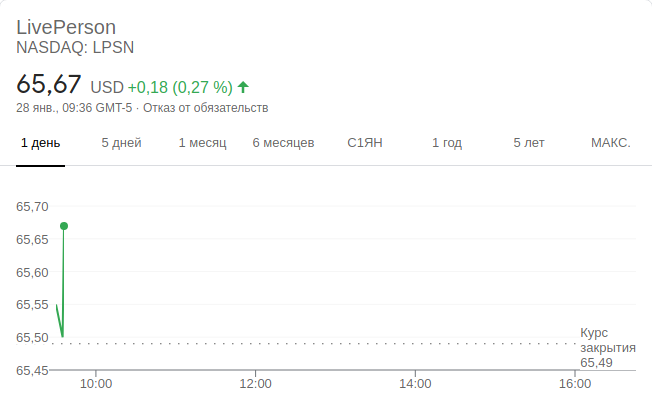 LivePerson
NASDAQ: LPSN
65,67 USD +0,18 (0,27 %)
28 янв., 09:36 GMT-5 · Отказ от обязательств
1 день 5 дней 1 месяц 6 месяцев С1ЯН 1 год 5 лет МАКС.
65,70
65,65
65,60
65,55
65,50
Курс
закрытия
65,49
65,45
10:00 12:00 14:00 16:00